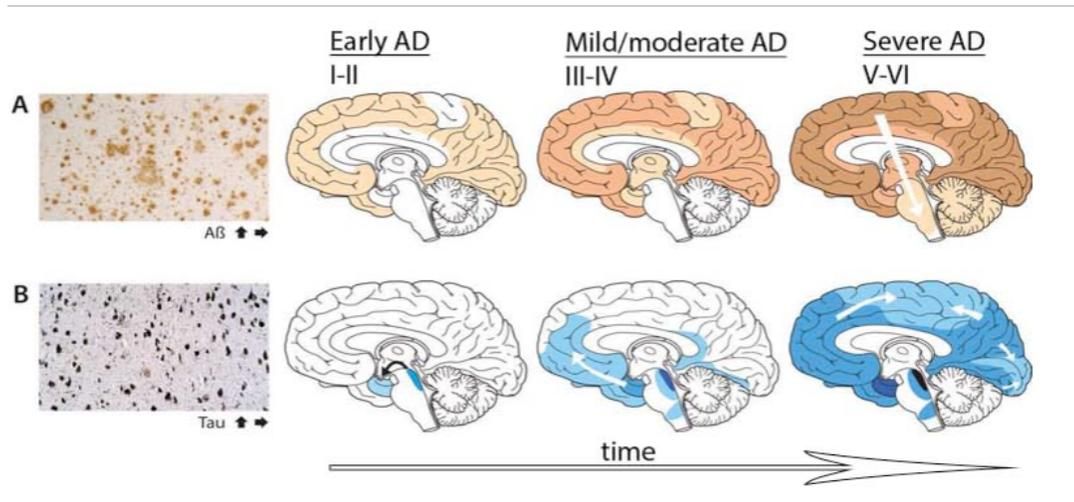 Early AD
I-II
Mild/moderate AD
III-IV
Severe AD
V-VI
A
Aß
B
Tau
time